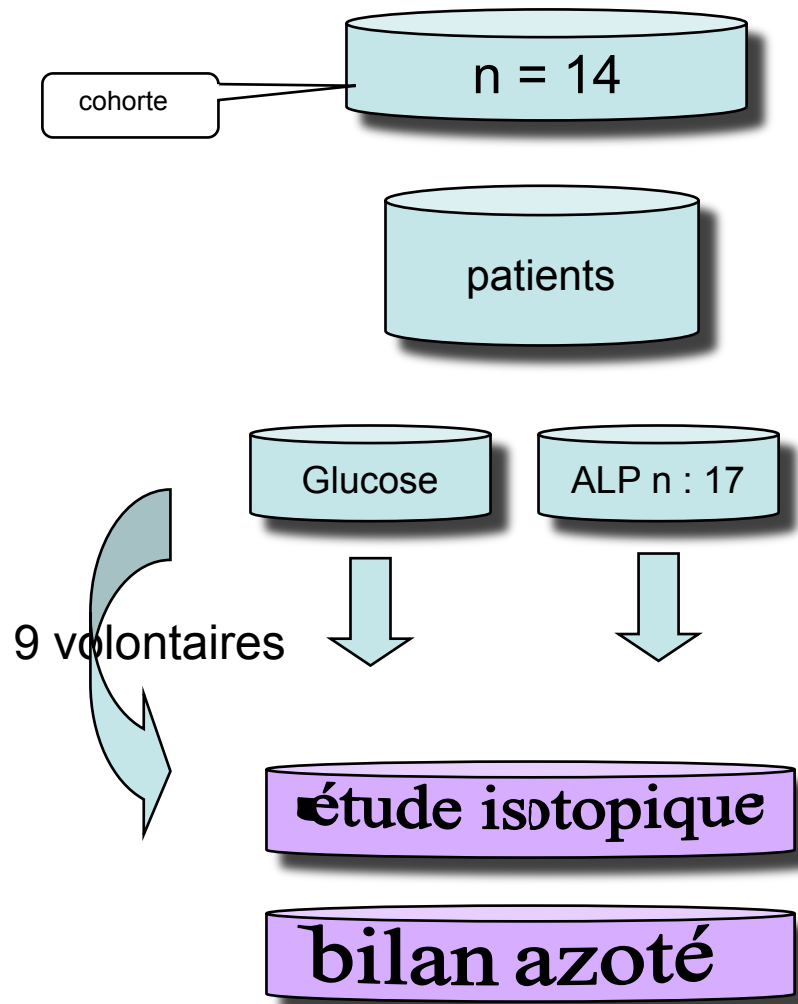 n = 14
cohorte
patients
Glucose
ALP n : 17
9 volontaires
étude isotopique
bilan azoté